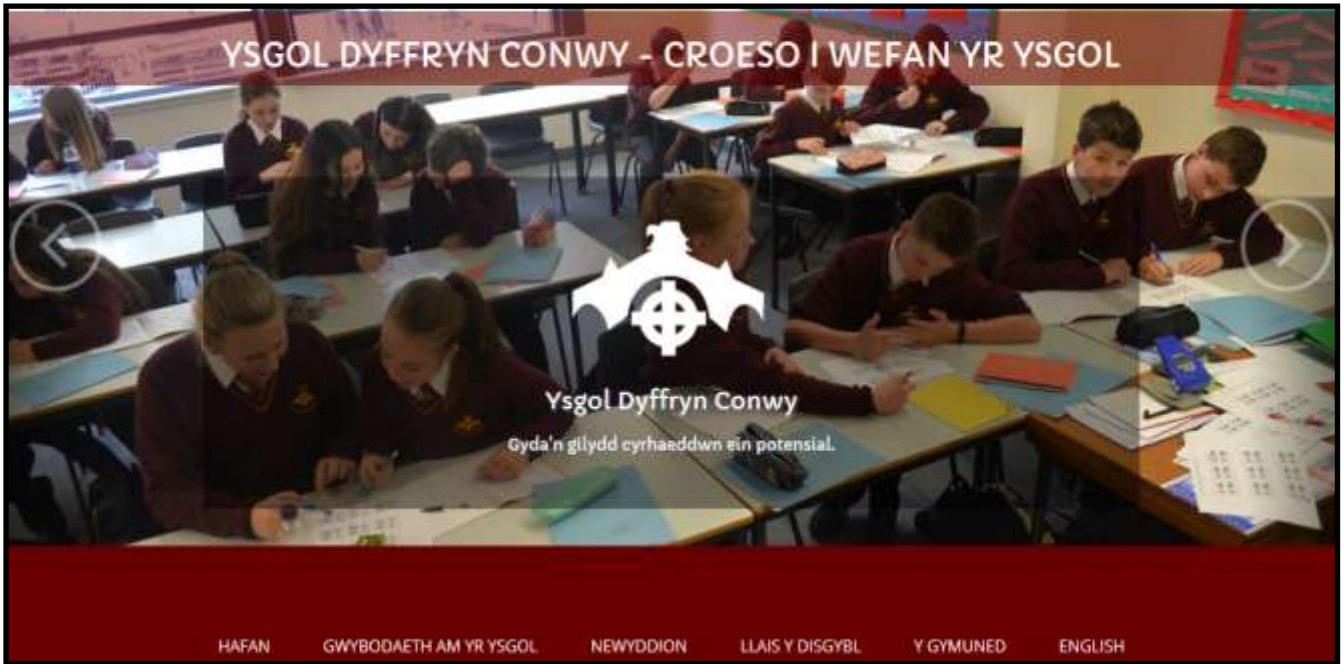 YSGOL DYFFRYN CONWY - CROESO I WEFAN YR YSGOL
Ysgol Dyffryn Conwy
Gyda'n gilydd cyrhaeddwn ein potensial.
HAFAN GWYBODAETH AM YR YSGOL NEWYDDION LLAIS Y DISGYBL Y GYMUNED ENGLISH